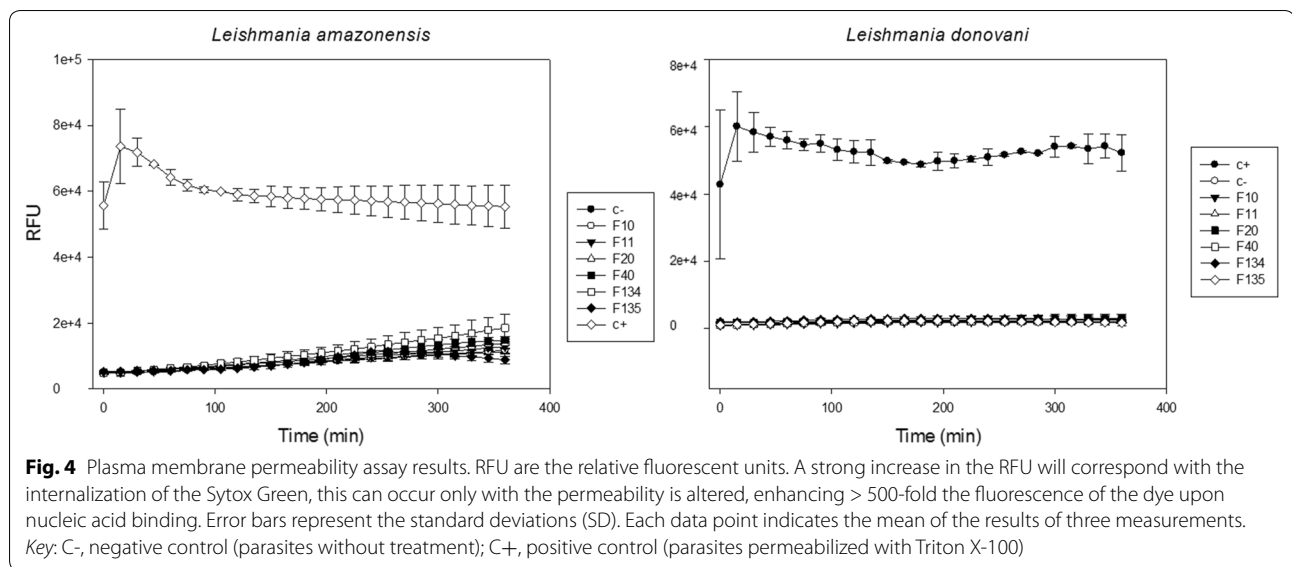 Leishmania amazonensis
1e+5
8e+4
6e+4
4e+4
2e+4
0
RFU
0 100 200 300 400
Time (min)
c-
F10
F11
F20
F40
F134
F135
c+
Leishmania donovani
8e+4
6e+4
4e+4
2e+4
0
0 100 200 300 400
Time (min)
c+
c-
F10
F11
F20
F40
F134
F135
Fig. 4 Plasma membrane permeability assay results. RFU are the relative fluorescent units. A strong increase in the RFU will correspond with the
internalization of the Sytox Green, this can occur only with the permeability is altered, enhancing > 500-fold the fluorescence of the dye upon
nucleic acid binding. Error bars represent the standard deviations (SD). Each data point indicates the mean of the results of three measurements.
Key: C-, negative control (parasites without treatment); C+, positive control (parasites permeabilized with Triton X-100)